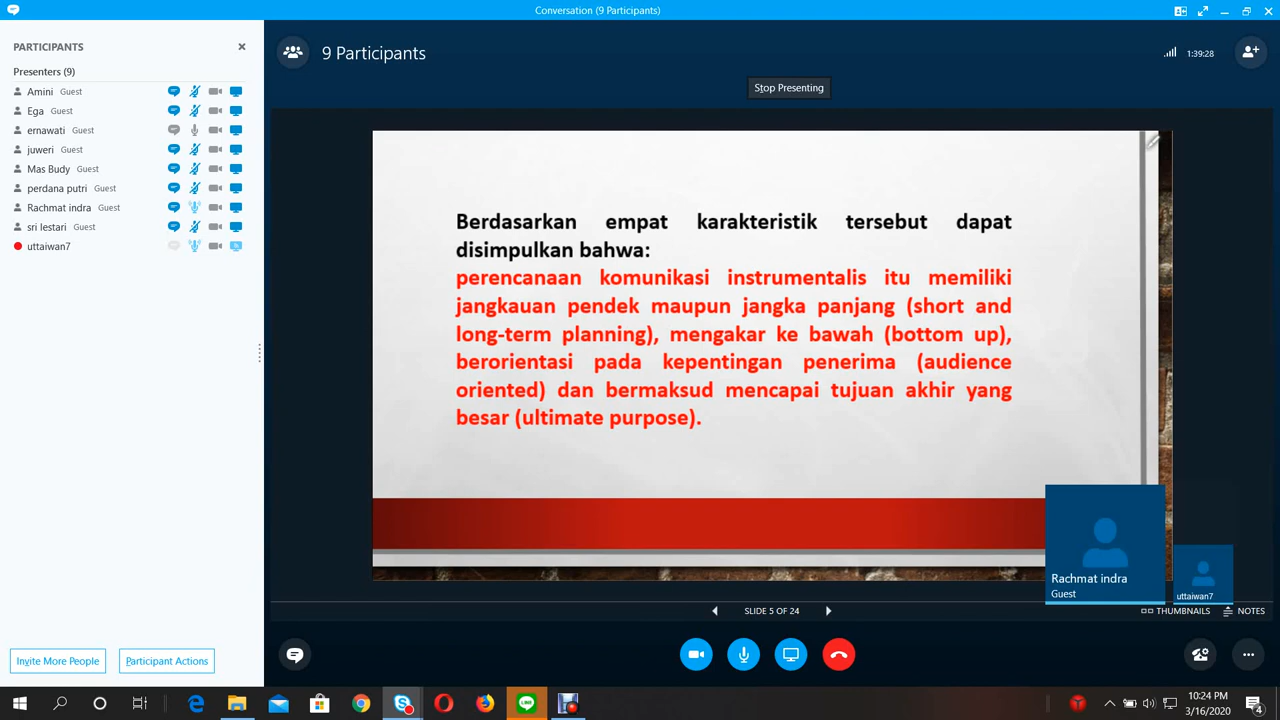 Conversation (9 Participants)
PARTICIPANTS
Presenters (9)
Amini Guest
Ega Guest
ernawati Guest
juweri Guest
Mas Budy Guest
perdana putri Guest
Rachmat indra Guest
sri lestari Guest
uttaiwan7
Invite More People
Participant Actions
9 Participants
1:39:28
Stop Presenting
Berdasarkan empat karakteristik tersebut dapat
disimpulkan bahwa:
perencanaan komunikasi instrumentalis itu memiliki
jangkauan pendek maupun jangka panjang (short and
long-term planning), mengakar ke bawah (bottom up),
berorientasi pada kepentingan penerima (audience
oriented) dan bermaksud mencapai tujuan akhir yang
besar (ultimate purpose).
Rachmat indra
Guest
uttaiwan7
SLIDE 5 OF 24
THUMBNAILS
NOTES
LINE
10:24 PM
3/16/2020
4